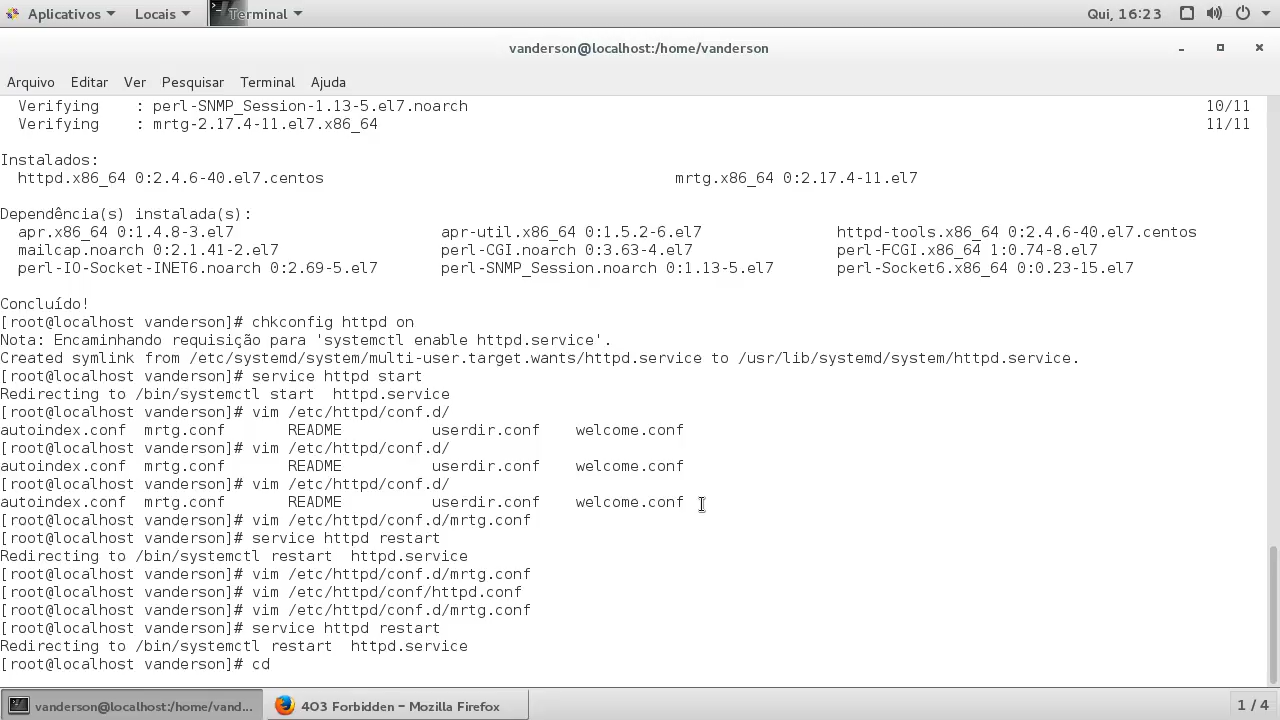 Aplicativos Locais Terminal Qui, 16:23
vanderson@localhost:/home/vanderson
Arquivo Editar Ver Pesquisar Terminal Ajuda
Verifying : perl-SNMP_Session-1.13-5.el7.noarch 10/11
Verifying : mrtg-2.17.4-11.el7.x86_64 11/11
Instalados:
httpd.x86_64 0:2.4.6-40.el7.centos mrtg.x86_64 0:2.17.4-11.el7
Dependência(s) instalada(s):
apr.x86_64 0:1.4.8-3.el7 apr-util.x86_64 0:1.5.2-6.el7 httpd-tools.x86_64 0:2.4.6-40.el7.centos
mailcap.noarch 0:2.1.41-2.el7 perl-CGI.noarch 0:3.63-4.el7 perl-FCGI.x86_64 1:0.74-8.el7
perl-IO-Socket-INET6.noarch 0:2.69-5.el7 perl-SNMP_Session.noarch 0:1.13-5.el7 perl-Socket6.x86_64 0:0.23-15.el7
Concluído!
[root@localhost vanderson]# chkconfig httpd on
Nota: Encaminhando requisição para 'systemctl enable httpd.service'.
Created symlink from /etc/systemd/system/multi-user.target.wants/httpd.service to /usr/lib/systemd/system/httpd.service.
[root@localhost vanderson]# service httpd start
Redirecting to /bin/systemctl start httpd.service
[root@localhost vanderson]# vim /etc/httpd/conf.d/
autoindex.conf mrtg.conf README userdir.conf welcome.conf
[root@localhost vanderson]# vim /etc/httpd/conf.d/
autoindex.conf mrtg.conf README userdir.conf welcome.conf
[root@localhost vanderson]# vim /etc/httpd/conf.d/
autoindex.conf mrtg.conf README userdir.conf welcome.conf
[root@localhost vanderson]# vim /etc/httpd/conf.d/mrtg.conf
[root@localhost vanderson]# service httpd restart
Redirecting to /bin/systemctl restart httpd.service
[root@localhost vanderson]# vim /etc/httpd/conf.d/mrtg.conf
[root@localhost vanderson]# vim /etc/httpd/conf/httpd.conf
[root@localhost vanderson]# vim /etc/httpd/conf.d/mrtg.conf
[root@localhost vanderson]# service httpd restart
Redirecting to /bin/systemctl restart httpd.service
[root@localhost vanderson]# cd
vanderson@localhost:/home/vand... 403 Forbidden - Mozilla Firefox 1 / 4